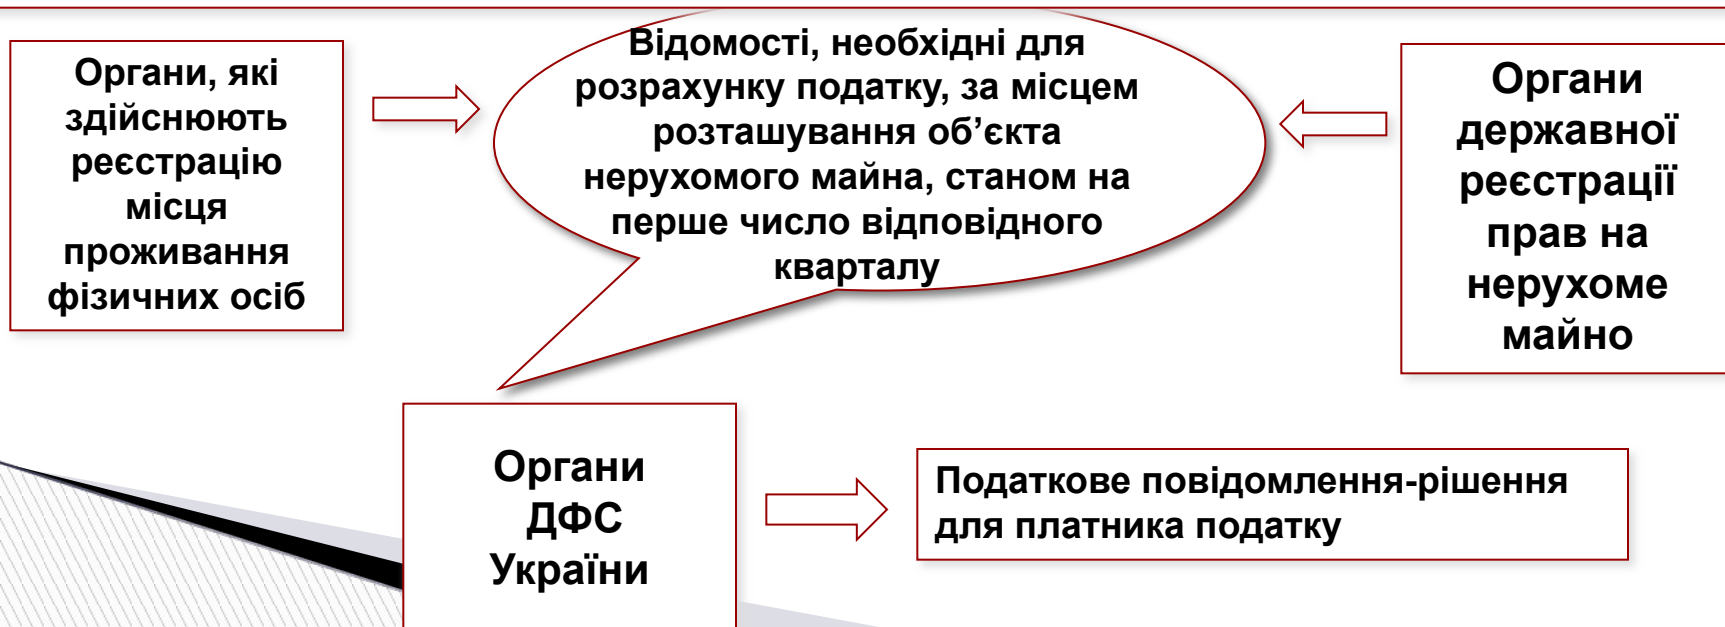 Органи, які
здійснюють
реєстрацію
місця
проживання
фізичних осіб
Відомості, необхідні для
розрахунку податку, за місцем
розташування об’єкта
нерухомого майна, станом на
перше число відповідного
кварталу
Органи
державної
реєстрації
прав на
нерухоме
майно
Органи
ДФС
України
Податкове повідомлення-рішення
для платника податку